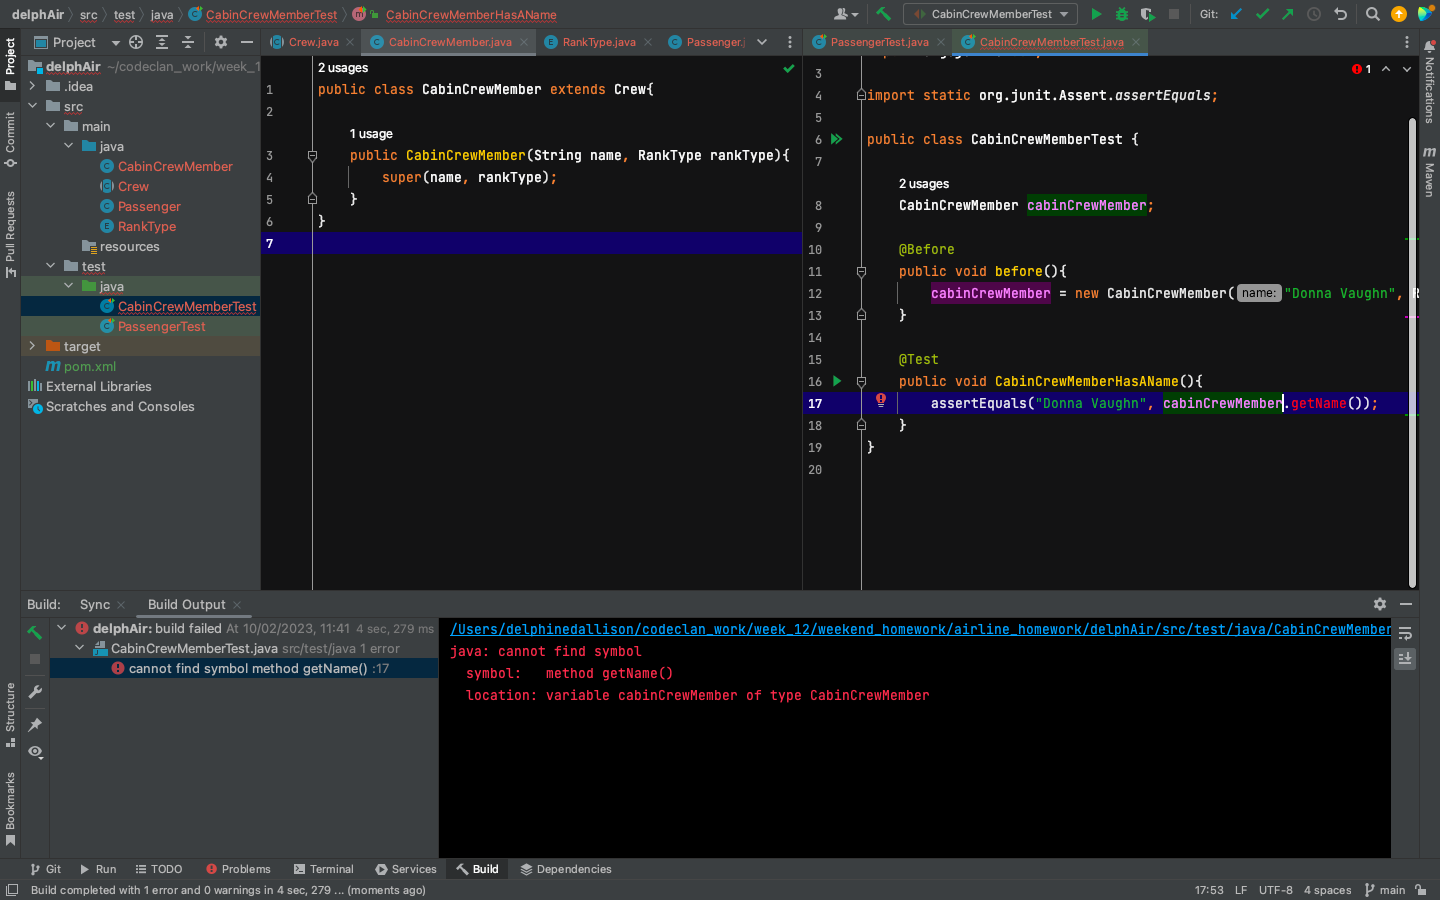 delphAir src test java CabinCrewMemberTest CabinCrewMemberHasAName CabinCrewMemberTest Git:
Project
Crew.java CabinCrewMember.java RankType.java Passenger.j PassengerTest.java CabinCrewMemberTest.java
Project
Commit
Pull Requests
Structure
Bookmarks
Notifications
Maven
delphAir ~/codeclan_work/week_1
.idea
src
main
java
CabinCrewMember
Crew
Passenger
RankType
resources
test
java
CabinCrewMemberTest
PassengerTest
target
pom.xml
External Libraries
Scratches and Consoles
2 usages
1 public class CabinCrewMember extends Crew{
2
1 usage
3 public CabinCrewMember(String name, RankType rankType){
4 super(name, rankType);
5 }
6 }
7
1
3
4 import static org.junit.Assert.assertEquals;
5
6 public class CabinCrewMemberTest {
7
2 usages
8 CabinCrewMember cabinCrewMember;
9
10 @Before
11 public void before(){
12 cabinCrewMember = new CabinCrewMember( name: "Donna Vaughn", R
13 }
14
15 @Test
16 public void CabinCrewMemberHasAName(){
17 assertEquals("Donna Vaughn", cabinCrewMember.getName());
18 }
19 }
20
Build: Sync Build Output
delphAir: build failed At 10/02/2023, 11:41 4 sec, 279 ms
CabinCrewMemberTest.java src/test/java 1 error
cannot find symbol method getName() :17
/Users/delphinedallison/codeclan_work/week_12/weekend_homework/airline_homework/delphAir/src/test/java/CabinCrewMember
java: cannot find symbol
symbol: method getName()
location: variable cabinCrewMember of type CabinCrewMember
Git Run TODO Problems Terminal Services Build Dependencies
Build completed with 1 error and 0 warnings in 4 sec, 279 ... (moments ago) 17:53 LF UTF-8 4 spaces main